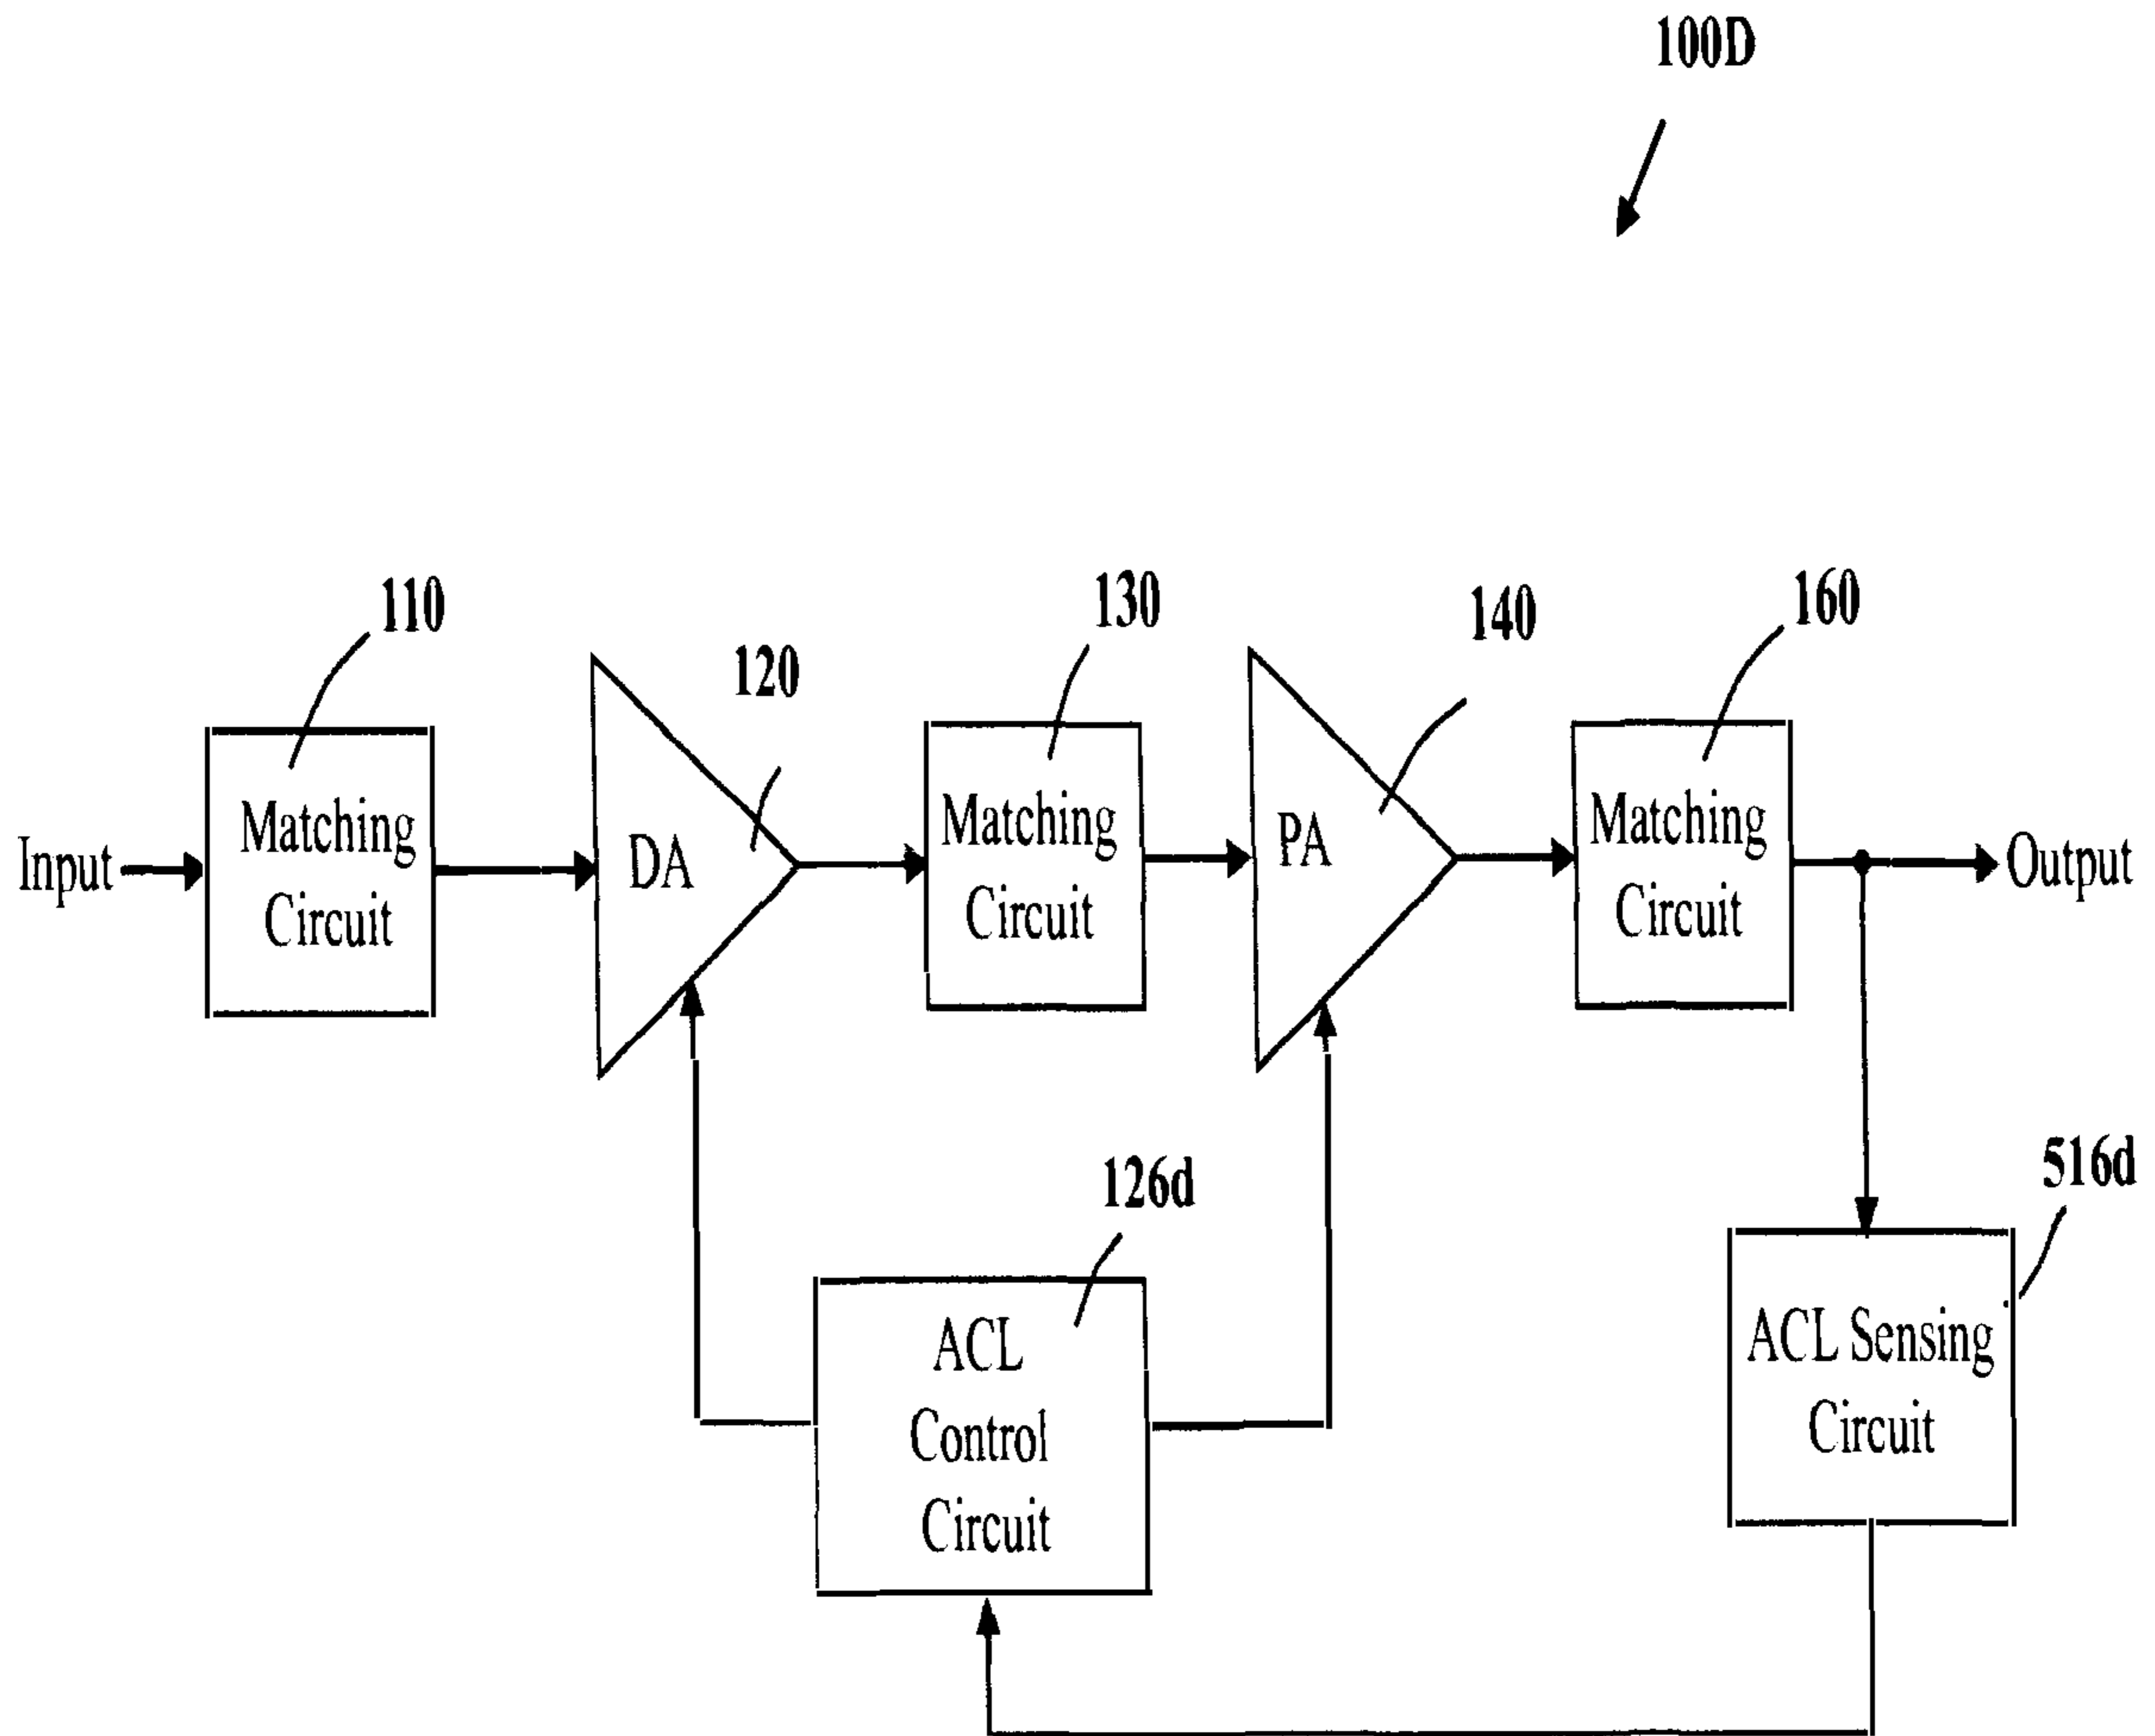 100D
110
120
130
140
160
Input
Matching
Circuit
DA
Matching
Circuit
PA
Matching
Circuit
Output
126d
516d
ACL
Control
Circuit
ACL Sensing
Circuit